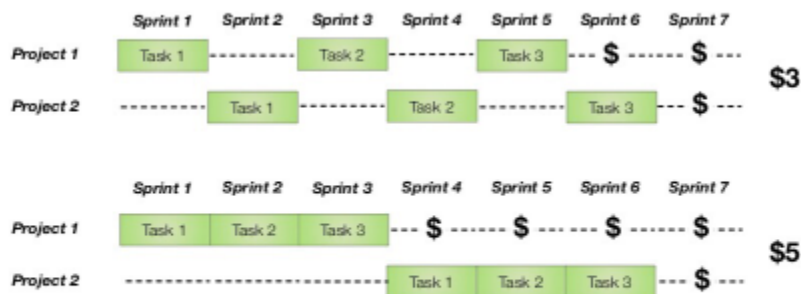 Sprint 1 Sprint 2 Sprint 3 Sprint 4 Sprint 5 Sprint 6 Sprint 7
Project 1 Task 1 Task 2 Task 3 $ $
$3
Project 2 Task 1 Task 2 Task 3 $
Sprint 1 Sprint 2 Sprint 3 Sprint 4 Sprint 5 Sprint 6 Sprint 7
Project 1 Task 1 Task 2 Task 3 $ $ $ $
$5
Project 2 Task 1 Task 2 Task 3 $